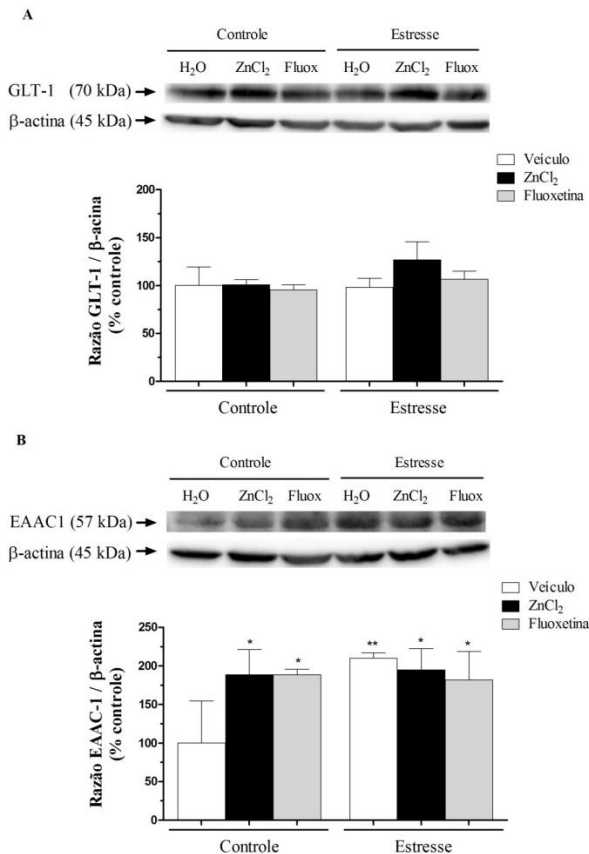 A
Controle Estresse
H₂O ZnCl₂ Fluox H₂O ZnCl₂ Fluox
GLT-1 (70 kDa)
β-actina (45 kDa)
Veículo
ZnCl₂
Fluoxetina
Razão GLT-1 / β-acina
(% controle)
200
150
100
50
0
Controle Estresse
B
Controle Estresse
H₂O ZnCl₂ Fluox H₂O ZnCl₂ Fluox
EAAC1 (57 kDa)
β-actina (45 kDa)
Veículo
ZnCl₂
Fluoxetina
Razão EAAC-1 / β-actina
(% controle)
250
200
150
100
50
0
* * ** * *
Controle Estresse